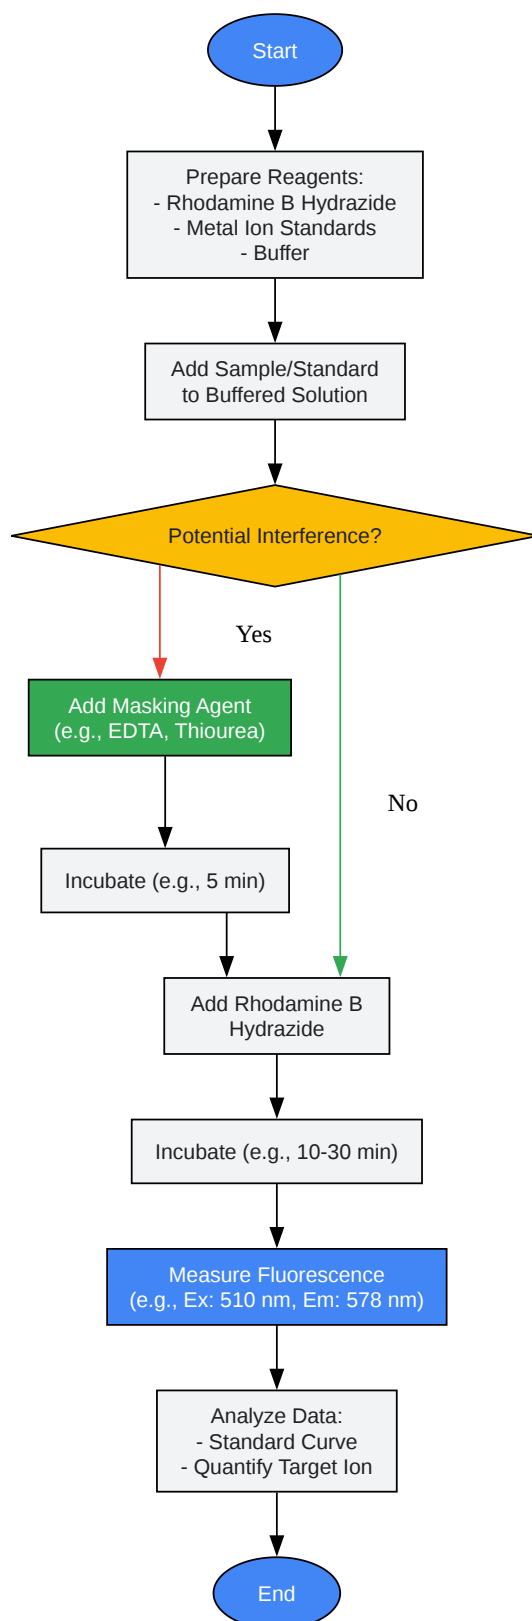 Start
Prepare Reagents:
- Rhodamine B Hydrazide
- Metal Ion Standards
- Buffer
Add Sample/Standard
to Buffered Solution
Potential Interference?
Yes
Add Masking Agent
(e.g., EDTA, Thiourea)
No
Incubate (e.g., 5 min)
Add Rhodamine B
Hydrazide
Incubate (e.g., 10-30 min)
Measure Fluorescence
(e.g., Ex: 510 nm, Em: 578 nm)
Analyze Data:
- Standard Curve
- Quantify Target Ion
End